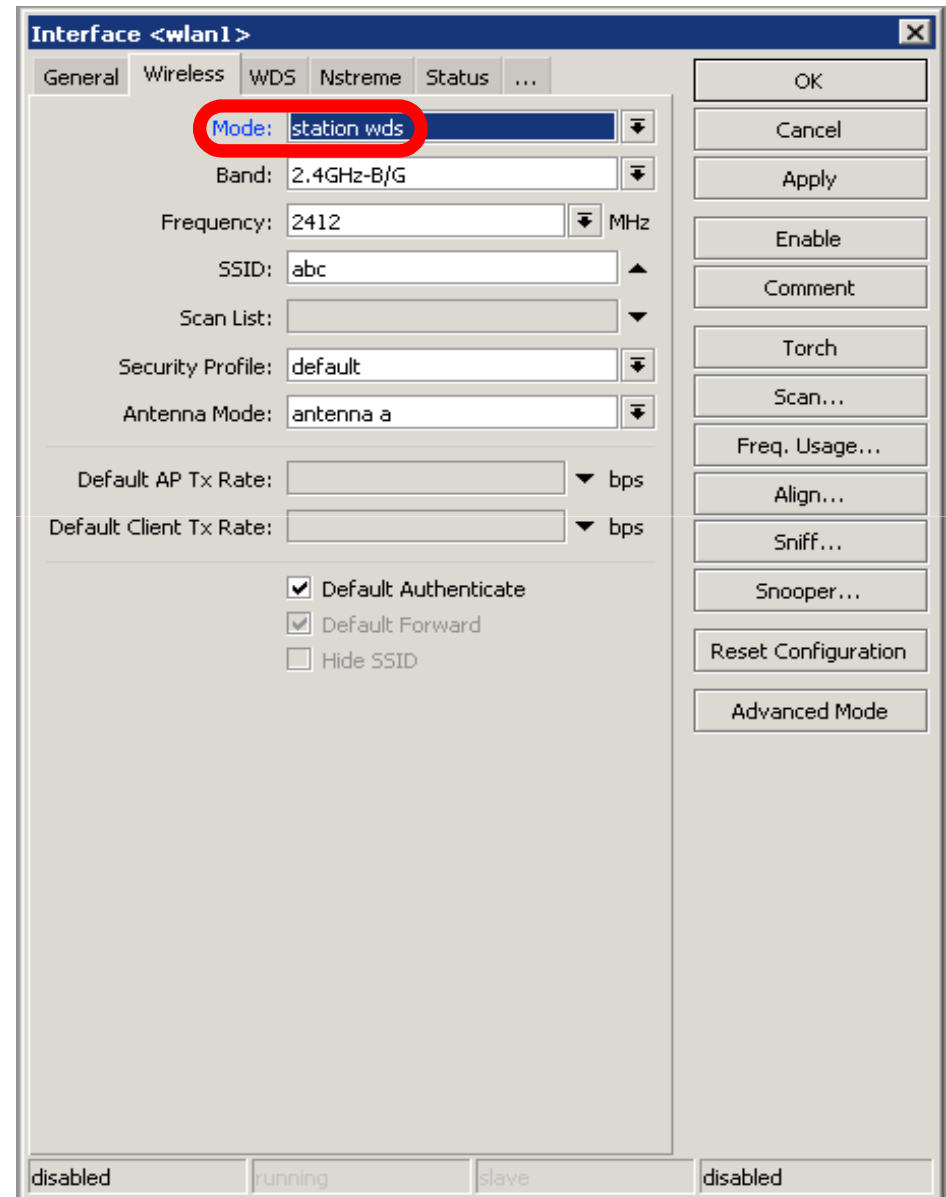 Interface <wlan1>
General Wireless WDS Nstreme Status ...
Mode: station wds
Band: 2.4GHz-B/G
Frequency: 2412 MHz
SSID: abc
Scan List:
Security Profile: default
Antenna Mode: antenna a
Default AP Tx Rate: bps
Default Client Tx Rate: bps
Default Authenticate
Default Forward
Hide SSID
OK
Cancel
Apply
Enable
Comment
Torch
Scan...
Freq. Usage...
Align...
Sniff...
Snooper...
Reset Configuration
Advanced Mode
disabled running slave disabled